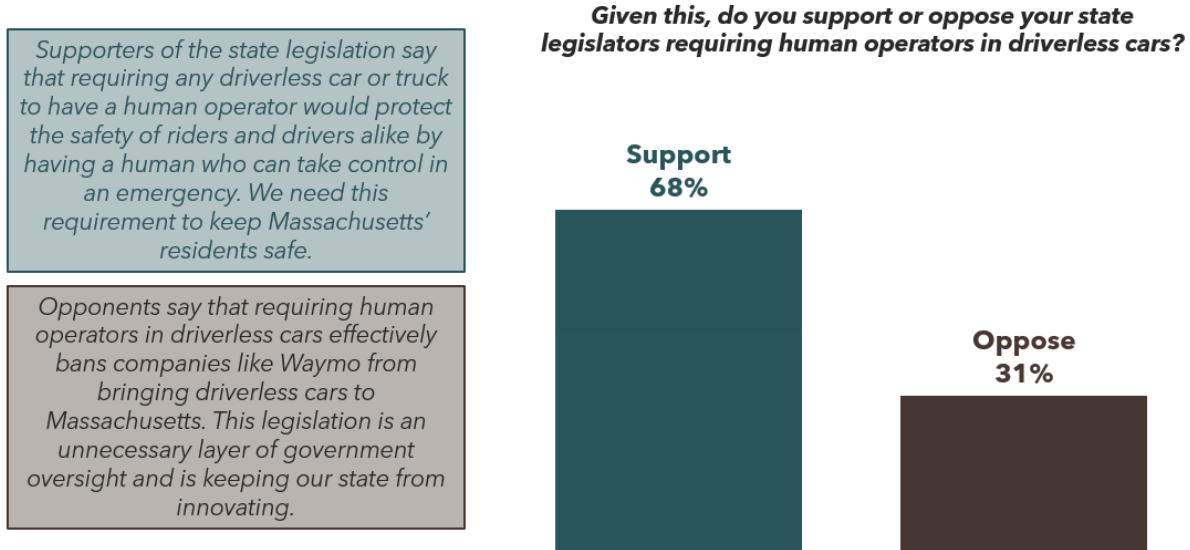 Supporters of the state legislation say
that requiring any driverless car or truck
to have a human operator would protect
the safety of riders and drivers alike by
having a human who can take control in
an emergency. We need this
requirement to keep Massachusetts’
residents safe.
Opponents say that requiring human
operators in driverless cars effectively
bans companies like Waymo from
bringing driverless cars to
Massachusetts. This legislation is an
unnecessary layer of government
oversight and is keeping our state from
innovating.
Given this, do you support or oppose your state
legislators requiring human operators in driverless cars?
Support
68%
Oppose
31%